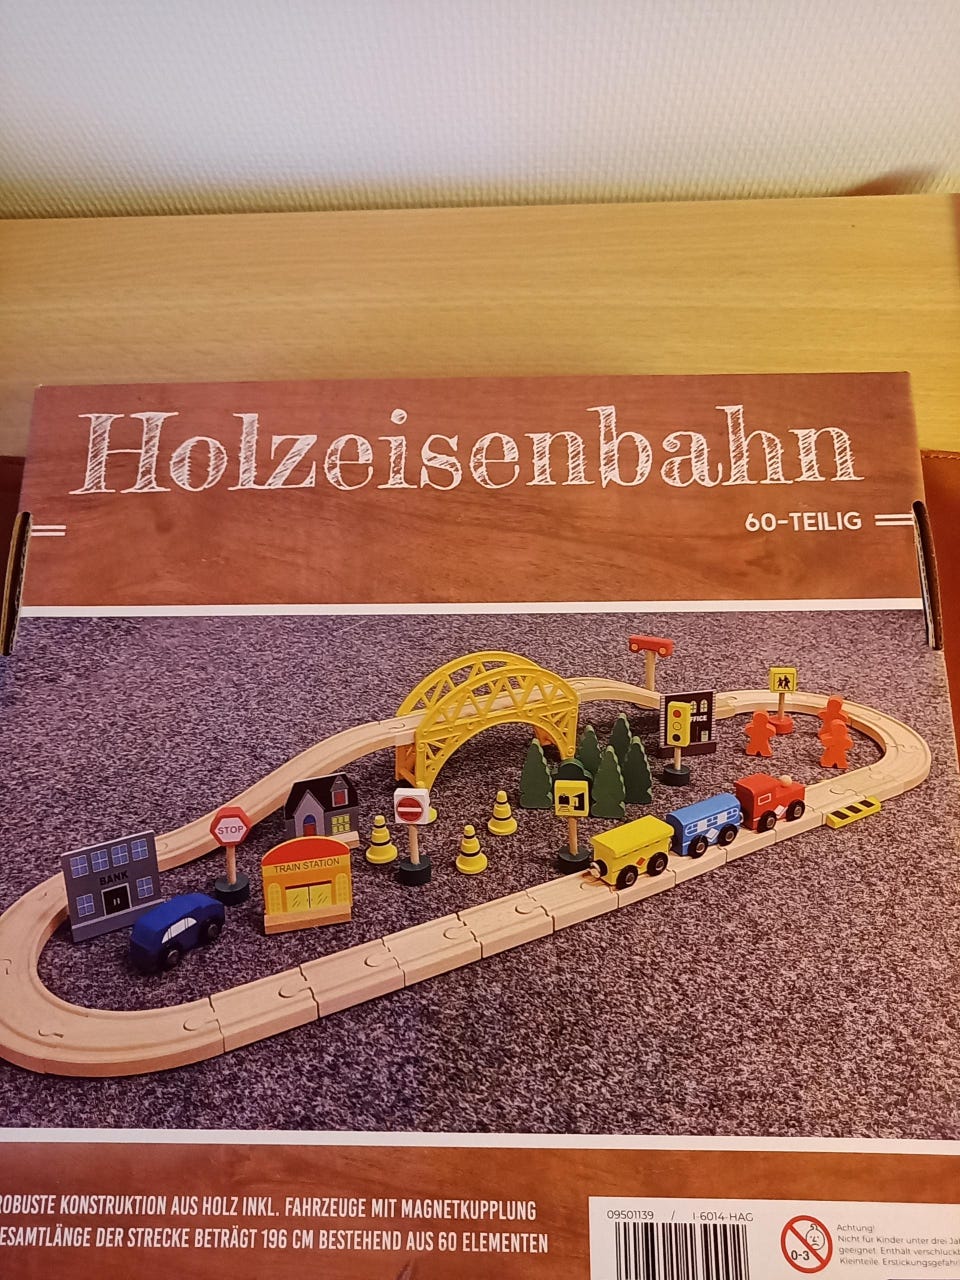 Holzeisenbahn
60-TEILIG
OFFICE
STOP
TRAIN STATION
BANK
ROBUSTE KONSTRUKTION AUS HOLZ INKL. FAHRZEUGE MIT MAGNETKUPPLUNG
GESAMTLÄNGE DER STRECKE BETRÄGT 196 CM BESTEHEND AUS 60 ELEMENTEN
09501139 / I-6014-HAG
0-3
Achtung!
Nicht für Kinder unter drei Jah
geeignet. Enthält verschluckb
Kleinteile. Erstickungsgefahr